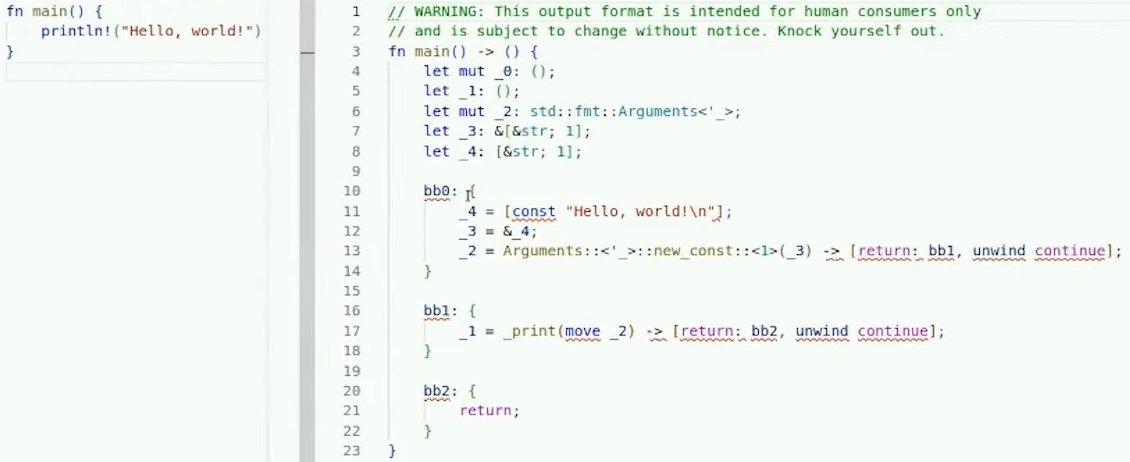 fn main() {
    println!("Hello, world!")
}
1 // WARNING: This output format is intended for human consumers only
2 // and is subject to change without notice. Knock yourself out.
3 fn main() -> () {
4     let mut _0: ();
5     let _1: ();
6     let mut _2: std::fmt::Arguments<'_>;
7     let _3: &[&str; 1];
8     let _4: [&str; 1];
9
10     bb0: {
11         _4 = [const "Hello, world!\n"];
12         _3 = &_4;
13         _2 = Arguments::<'_>::new_const::<1>(_3) -> [return: bb1, unwind continue];
14     }
15
16     bb1: {
17         _1 = _print(move _2) -> [return: bb2, unwind continue];
18     }
19
20     bb2: {
21         return;
22     }
23 }